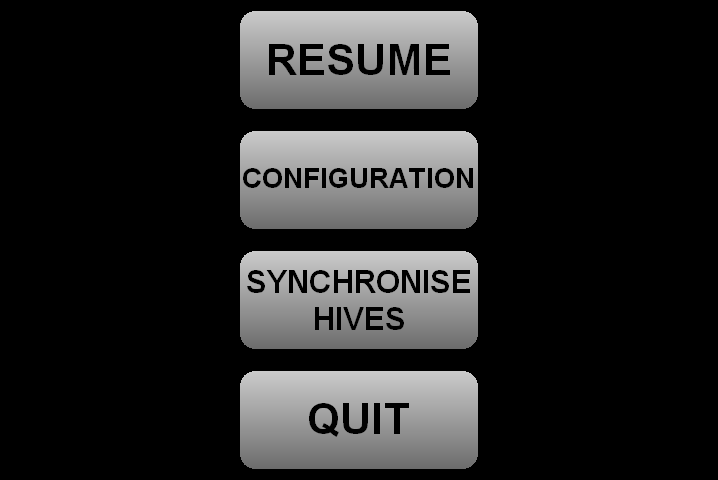 RESUME
CONFIGURATION
SYNCHRONISE
HIVES
QUIT